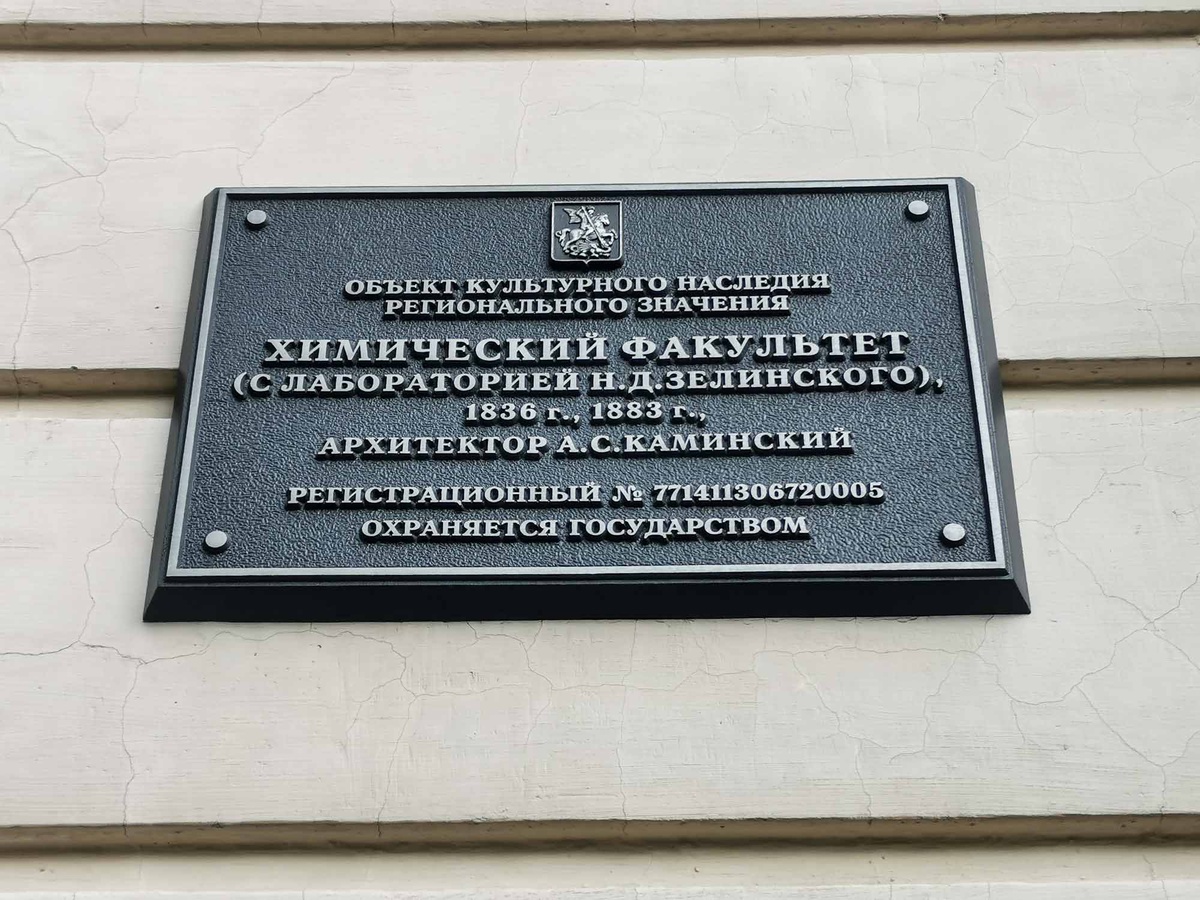 ОБЪЕКТ КУЛЬТУРНОГО НАСЛЕДИЯ
РЕГИОНАЛЬНОГО ЗНАЧЕНИЯ
ХИМИЧЕСКИЙ ФАКУЛЬТЕТ
(С ЛАБОРАТОРИЕЙ Н.Д.ЗЕЛИНСКОГО),
1836 г., 1883 г.,
АРХИТЕКТОР А.С.КАМИНСКИЙ
РЕГИСТРАЦИОННЫЙ № 771411306720005
ОХРАНЯЕТСЯ ГОСУДАРСТВОМ